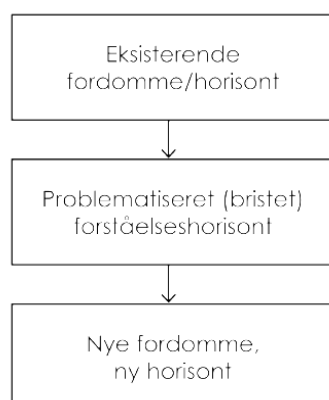 Eksisterende
fordomme/horisont
Problematiseret (bristet)
forståelseshorisont
Nye fordomme,
ny horisont